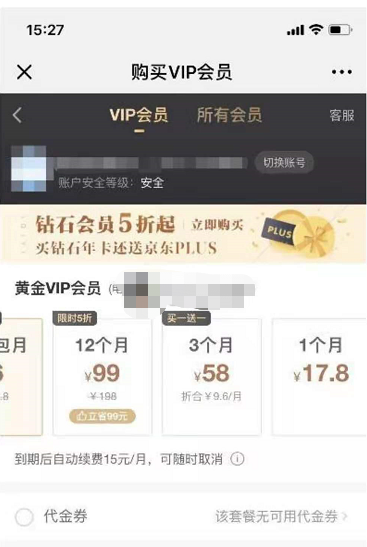 15:27
购买VIP会员
VIP会员 所有会员 客服
切换账号
账户安全等级：安全
钻石会员5折起 立即购买
买钻石年卡还送京东PLUS
PLUS
黄金VIP会员
包月
限时5折
12个月
¥99
¥198
立省99元
买一送一
3个月
¥58
折合¥9.6/月
1个月
¥17.8
到期后自动续费15元/月，可随时取消
代金券 该套餐无可用代金券